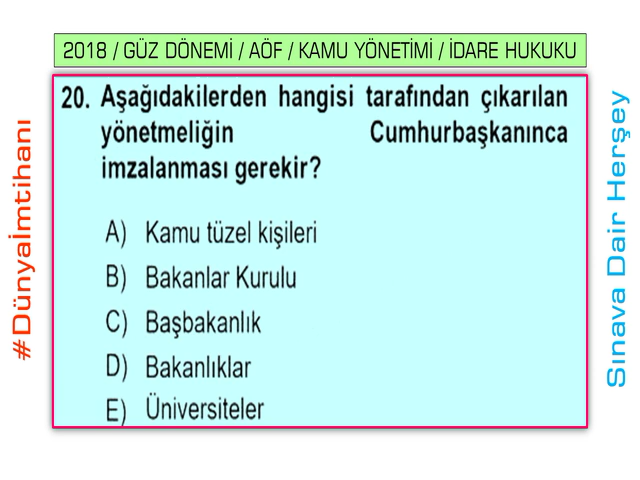 2018 / GÜZ DÖNEMİ / AÖF / KAMU YÖNETİMİ / İDARE HUKUKU
#Dünyaİmtihanı
20. Aşağıdakilerden hangisi tarafından çıkarılan
yönetmeliğin Cumhurbaşkanınca
imzalanması gerekir?
A) Kamu tüzel kişileri
B) Bakanlar Kurulu
C) Başbakanlık
D) Bakanlıklar
E) Üniversiteler
Sınava Dair Herşey